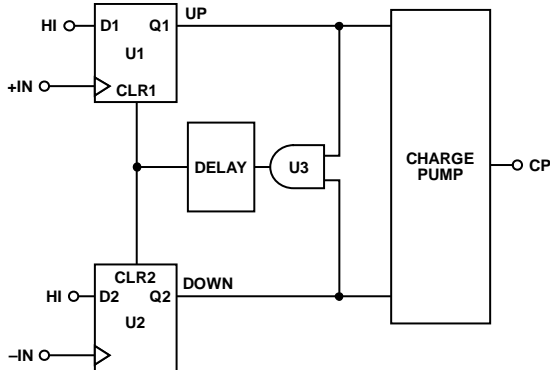 UP
HI D1 Q1
U1
+IN
CLR1
DELAY
U3
CHARGE
PUMP
CP
CLR2
DOWN
HI D2 Q2
U2
–IN